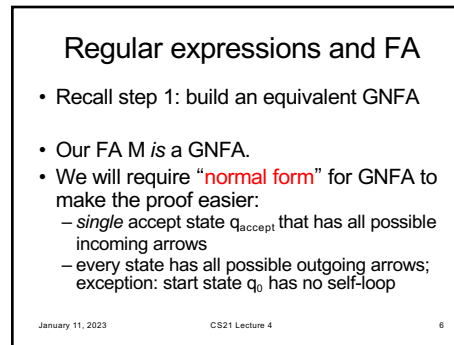 Regular expressions and FA
• Recall step 1: build an equivalent GNFA
• Our FA M is a GNFA.
• We will require “normal form” for GNFA to
make the proof easier:
– single accept state qaccept that has all possible
incoming arrows
– every state has all possible outgoing arrows;
exception: start state q0 has no self-loop
January 11, 2023 CS21 Lecture 4 6